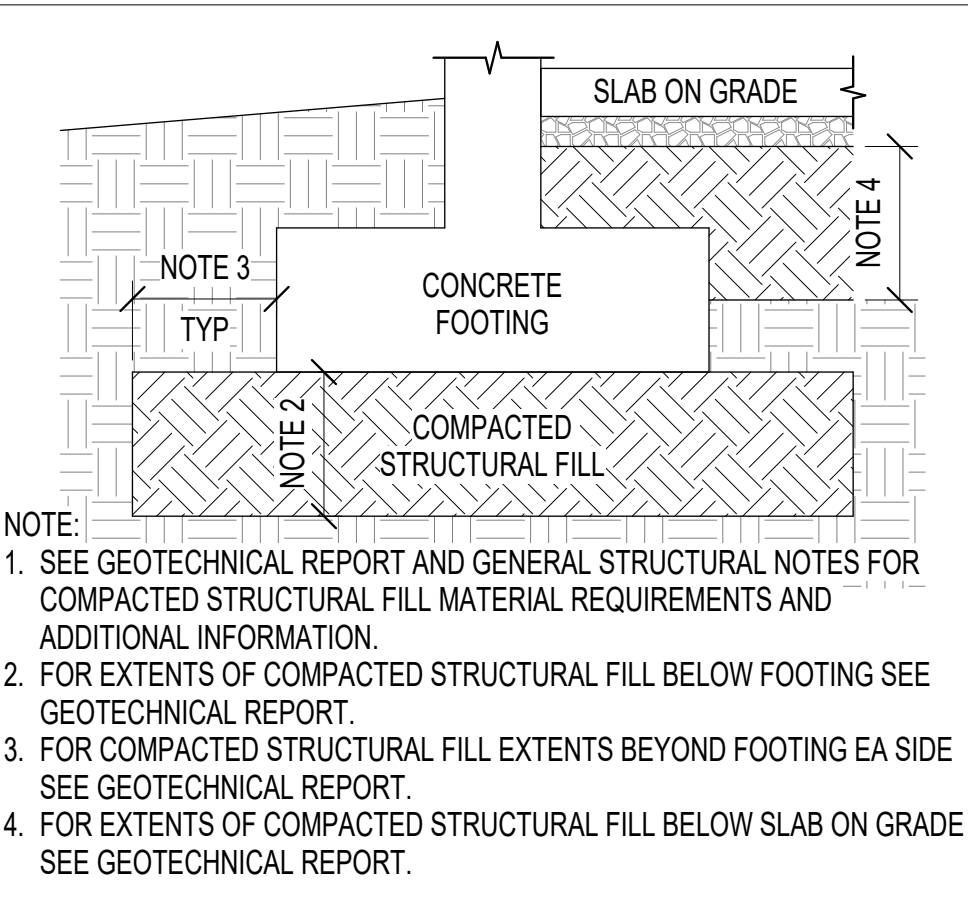 SLAB ON GRADE
NOTE 4
NOTE 3
TYP
CONCRETE
FOOTING
NOTE 2
COMPACTED
STRUCTURAL FILL
NOTE:
1. SEE GEOTECHNICAL REPORT AND GENERAL STRUCTURAL NOTES FOR
COMPACTED STRUCTURAL FILL MATERIAL REQUIREMENTS AND
ADDITIONAL INFORMATION.
2. FOR EXTENTS OF COMPACTED STRUCTURAL FILL BELOW FOOTING SEE
GEOTECHNICAL REPORT.
3. FOR COMPACTED STRUCTURAL FILL EXTENTS BEYOND FOOTING EA SIDE
SEE GEOTECHNICAL REPORT.
4. FOR EXTENTS OF COMPACTED STRUCTURAL FILL BELOW SLAB ON GRADE
SEE GEOTECHNICAL REPORT.